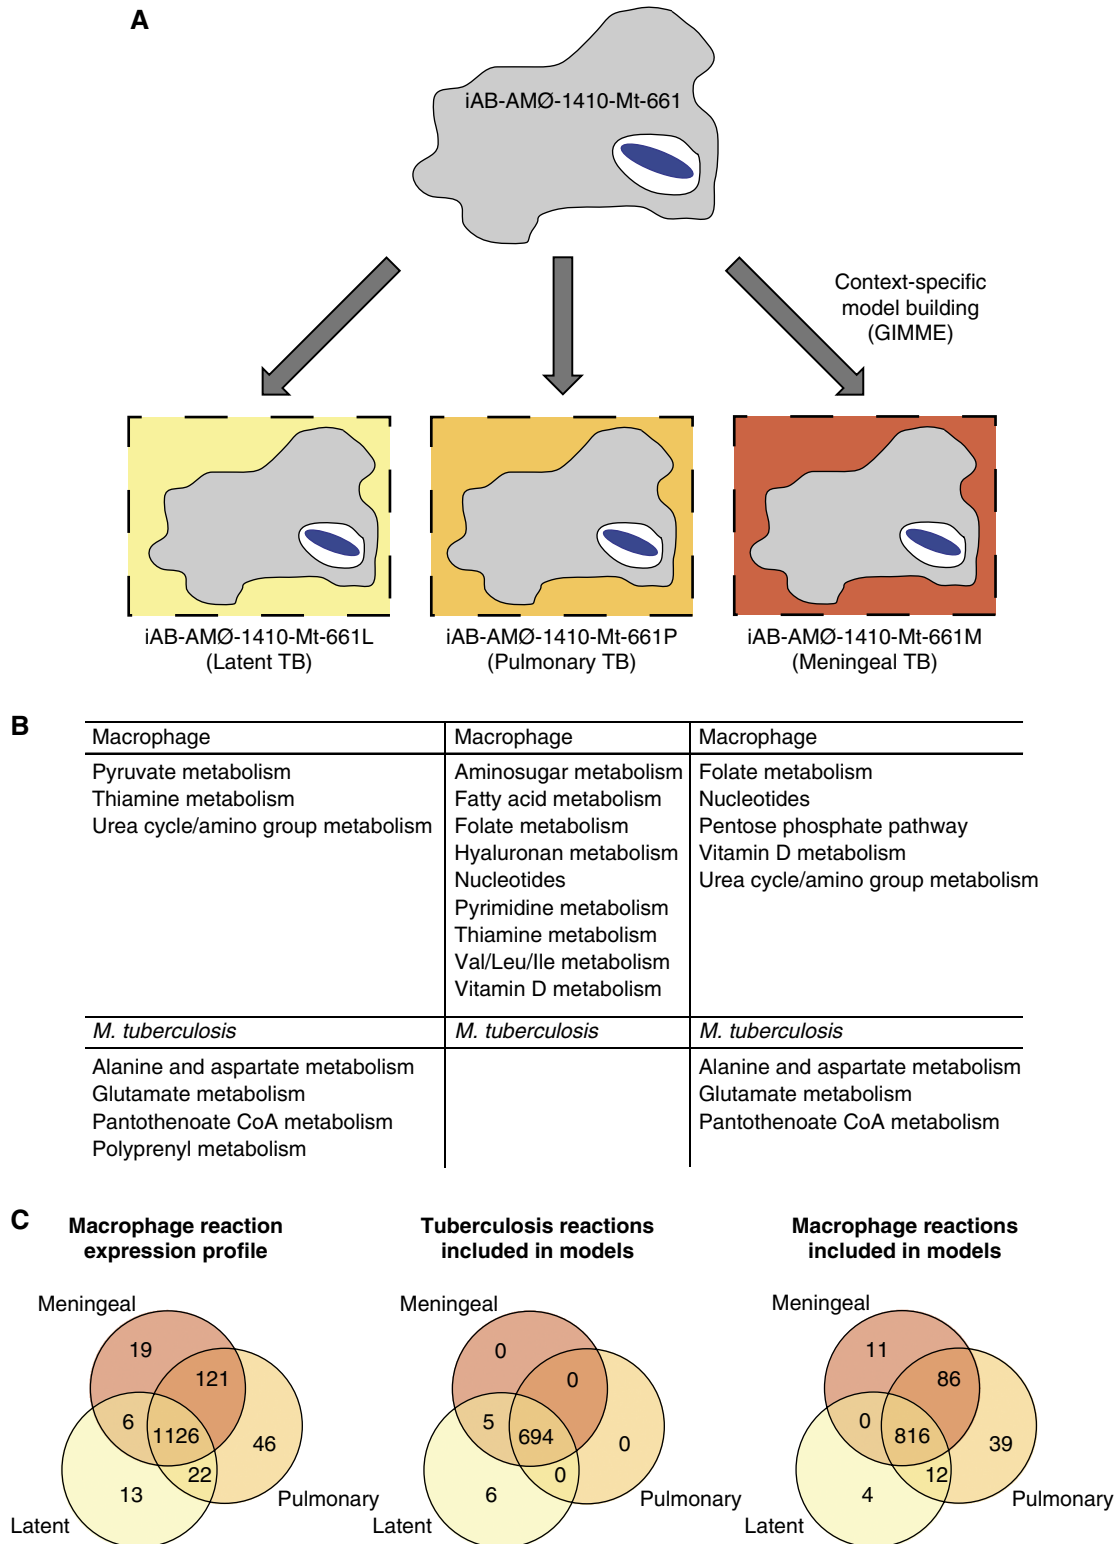 A
iAB-AMØ-1410-Mt-661
Context-specific
model building
(GIMME)
iAB-AMØ-1410-Mt-661L
(Latent TB)
iAB-AMØ-1410-Mt-661P
(Pulmonary TB)
iAB-AMØ-1410-Mt-661M
(Meningeal TB)
B
Macrophage
Pyruvate metabolism
Thiamine metabolism
Urea cycle/amino group metabolism
Macrophage
Aminosugar metabolism
Fatty acid metabolism
Folate metabolism
Hyaluronan metabolism
Nucleotides
Pyrimidine metabolism
Thiamine metabolism
Val/Leu/Ile metabolism
Vitamin D metabolism
Macrophage
Folate metabolism
Nucleotides
Pentose phosphate pathway
Vitamin D metabolism
Urea cycle/amino group metabolism
M. tuberculosis
Alanine and aspartate metabolism
Glutamate metabolism
Pantothenoate CoA metabolism
Polyprenyl metabolism
M. tuberculosis
M. tuberculosis
Alanine and aspartate metabolism
Glutamate metabolism
Pantothenoate CoA metabolism
C
Macrophage reaction
expression profile
Meningeal
19
121
6
1126
46
22
13
Pulmonary
Latent
Tuberculosis reactions
included in models
Meningeal
0
0
5
694
0
0
6
Pulmonary
Latent
Macrophage reactions
included in models
Meningeal
11
86
0
816
39
12
4
Pulmonary
Latent